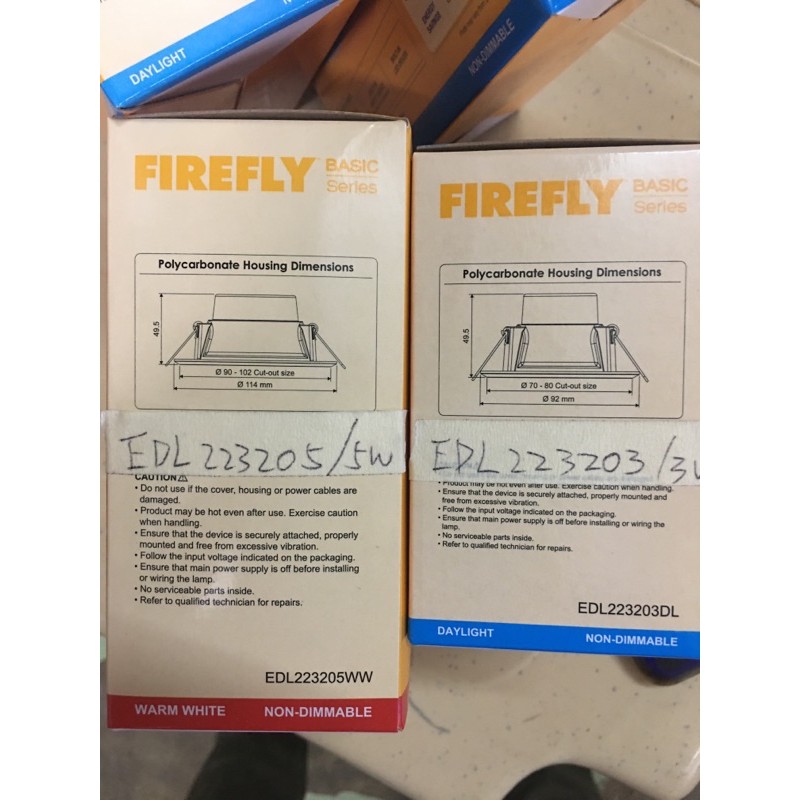 DAYLIGHT
NON-DIMMABLE
FIREFLY BASIC
Series
Polycarbonate Housing Dimensions
49.5
Ø 90 - 102 Cut-out size
Ø 114 mm
EDL223205/5W
CAUTION
• Do not use if the cover, housing or power cables are
damaged.
• Product may be hot even after use. Exercise caution
when handling.
• Ensure that the device is securely attached, properly
mounted and free from excessive vibration.
• Follow the input voltage indicated on the packaging.
• Ensure that main power supply is off before installing
or wiring the lamp.
• No serviceable parts inside.
• Refer to qualified technician for repairs.
EDL223205WW
WARM WHITE NON-DIMMABLE
FIREFLY BASIC
Series
Polycarbonate Housing Dimensions
49.5
Ø 70 - 80 Cut-out size
Ø 92 mm
EDL223203/3W
• Product may be hot even after use. Exercise caution when handling.
• Ensure that the device is securely attached, properly mounted and
free from excessive vibration.
• Follow the input voltage indicated on the packaging.
• Ensure that main power supply is off before installing or wiring the
lamp.
• No serviceable parts inside.
• Refer to qualified technician for repairs.
EDL223203DL
DAYLIGHT NON-DIMMABLE